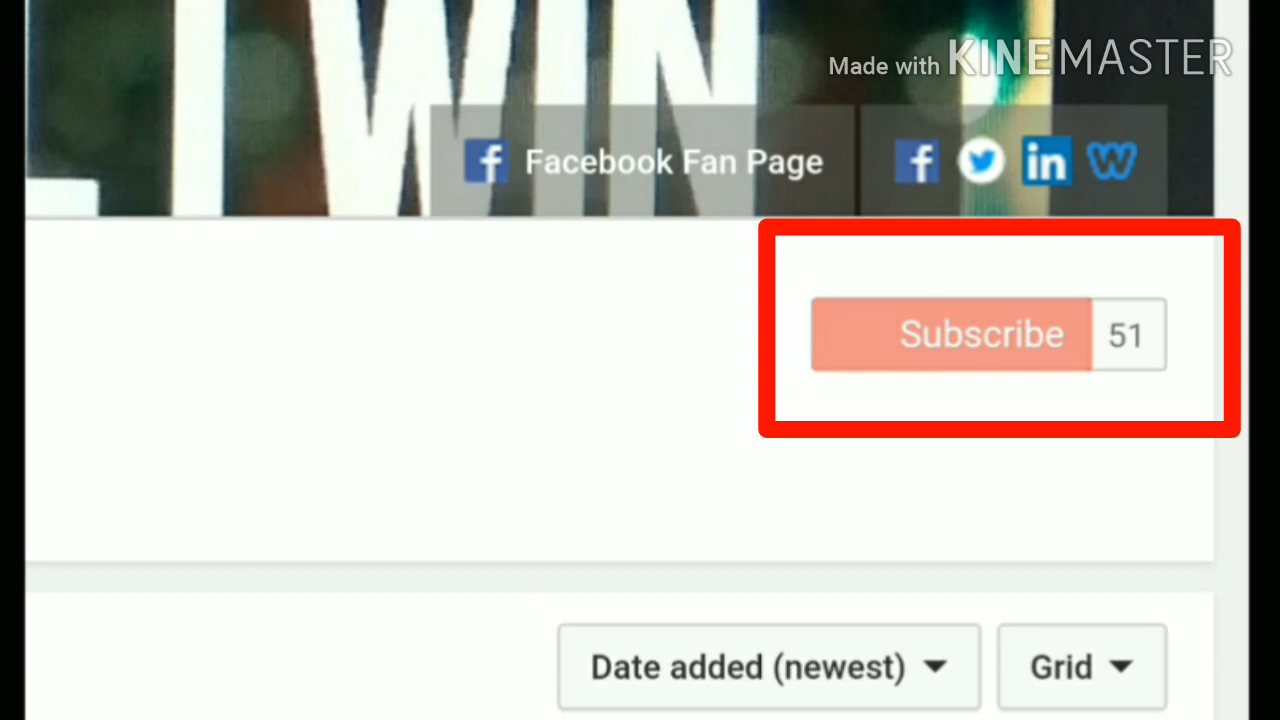 Made with KINEMASTER
WIN
Facebook Fan Page
Subscribe 51
Date added (newest) Grid